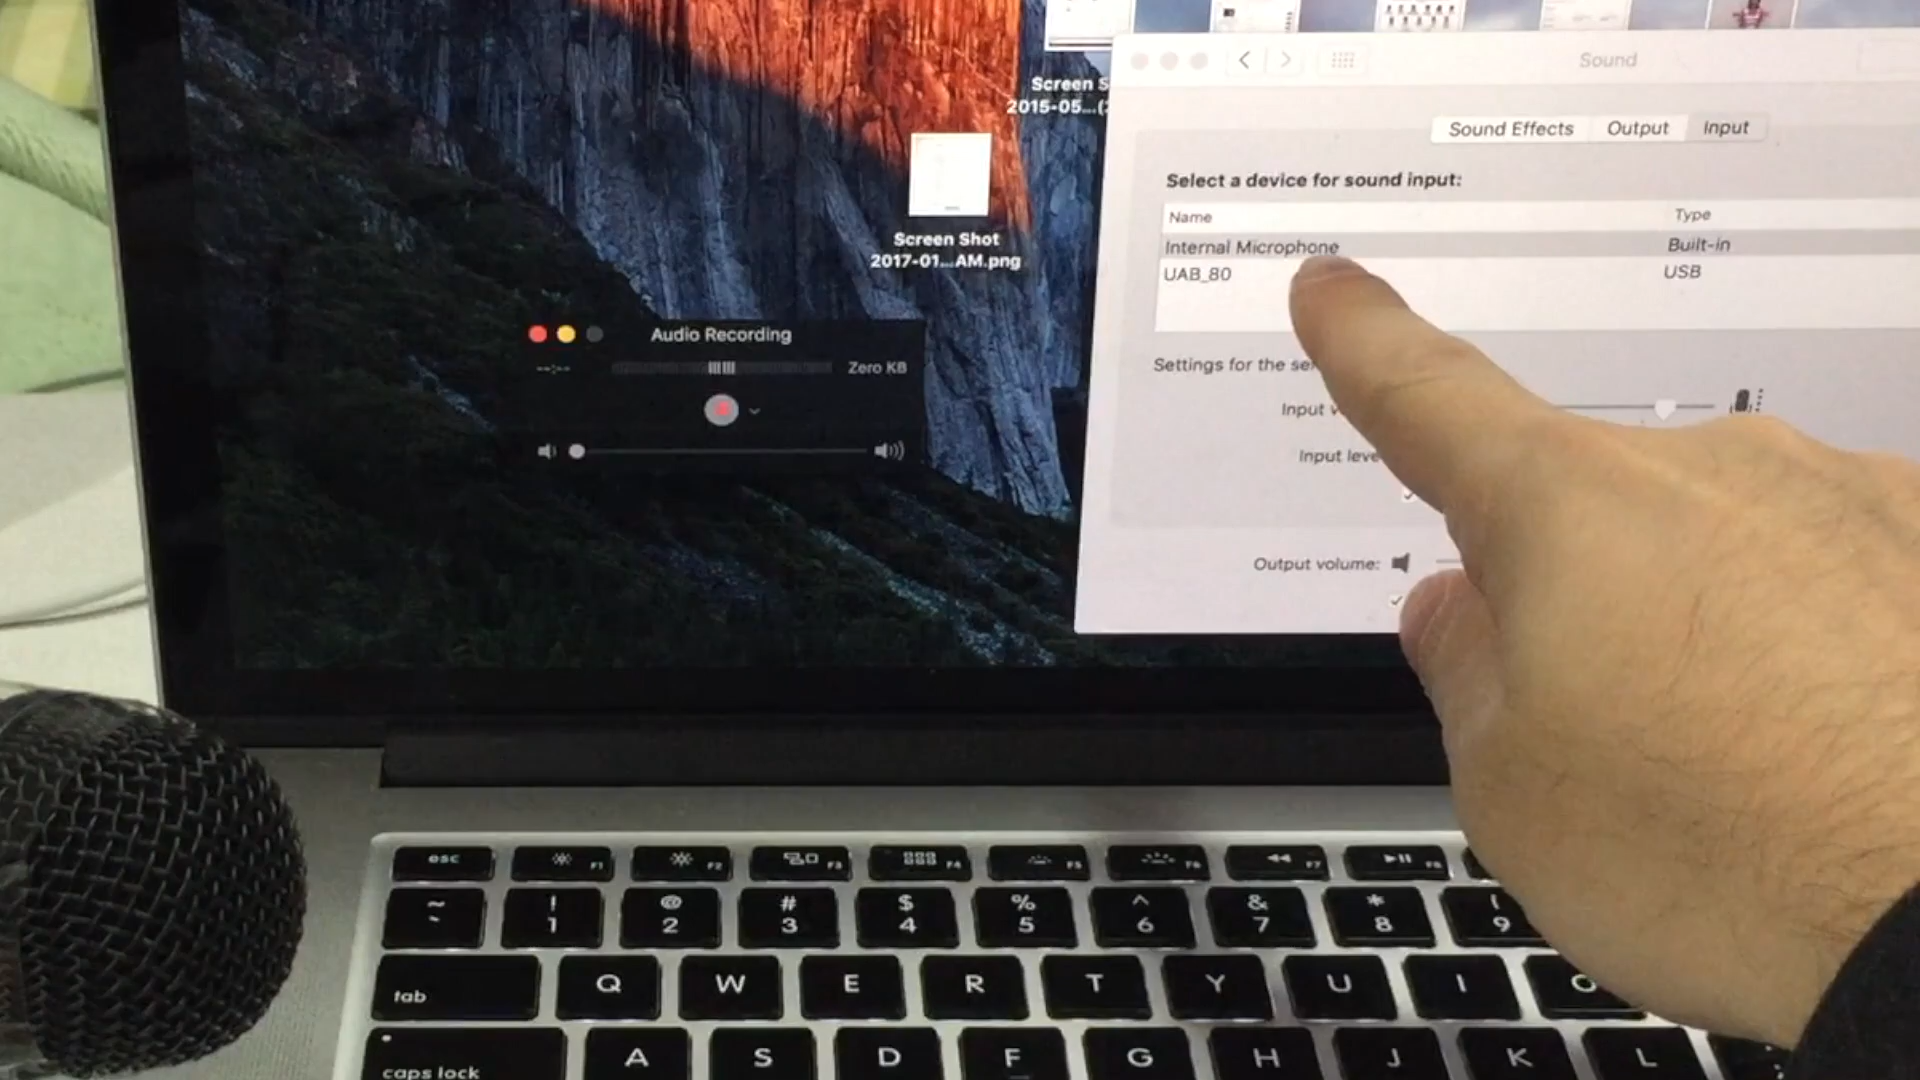 Screen S
2015-05...(2
Screen Shot
2017-01...AM.png
Audio Recording
--:--
Zero KB
Sound
Sound Effects
Output
Input
Select a device for sound input:
Name
Type
Internal Microphone
Built-in
UAB_80
USB
Settings for the se
Input v
Input leve
Output volume:
esc
F1
F2
F3
F4
F5
F6
F7
F8
~
`
!
1
@
2
#
3
$
4
%
5
^
6
&
7
*
8
(
9
tab
Q
W
E
R
T
Y
U
I
O
caps lock
A
S
D
F
G
H
J
K
L